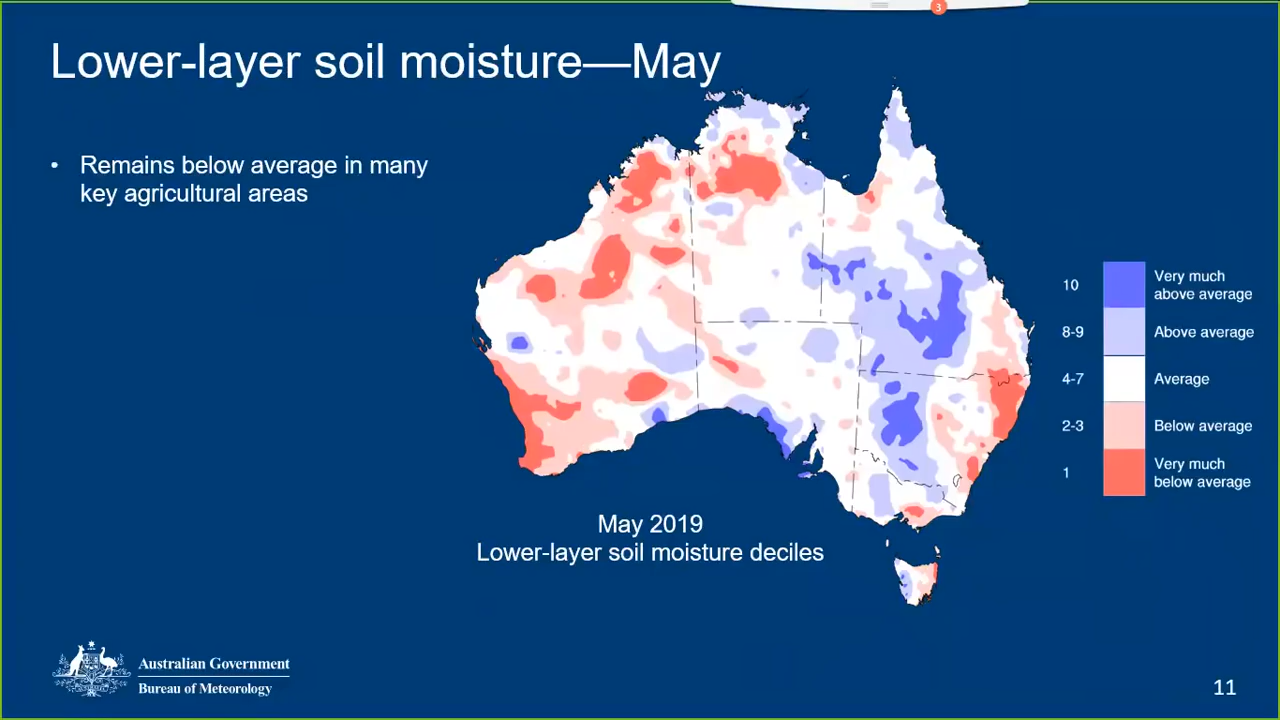 3
Lower-layer soil moisture—May
• Remains below average in many
key agricultural areas
10 Very much
above average
8-9 Above average
4-7 Average
2-3 Below average
1 Very much
below average
May 2019
Lower-layer soil moisture deciles
Australian Government
Bureau of Meteorology
11